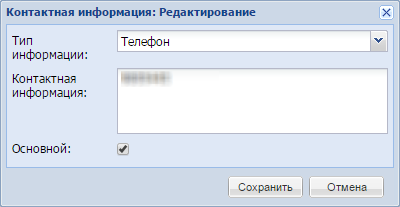 Контактная информация: Редактирование
Тип информации:
Телефон
Контактная информация:
Основной:
Сохранить
Отмена